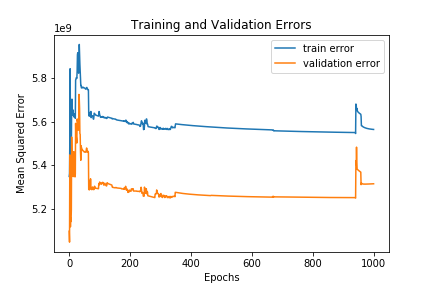 Training and Validation Errors
1e9
train error
validation error
5.8
5.6
5.4
5.2
Mean Squared Error
0
200
400
600
800
1000
Epochs